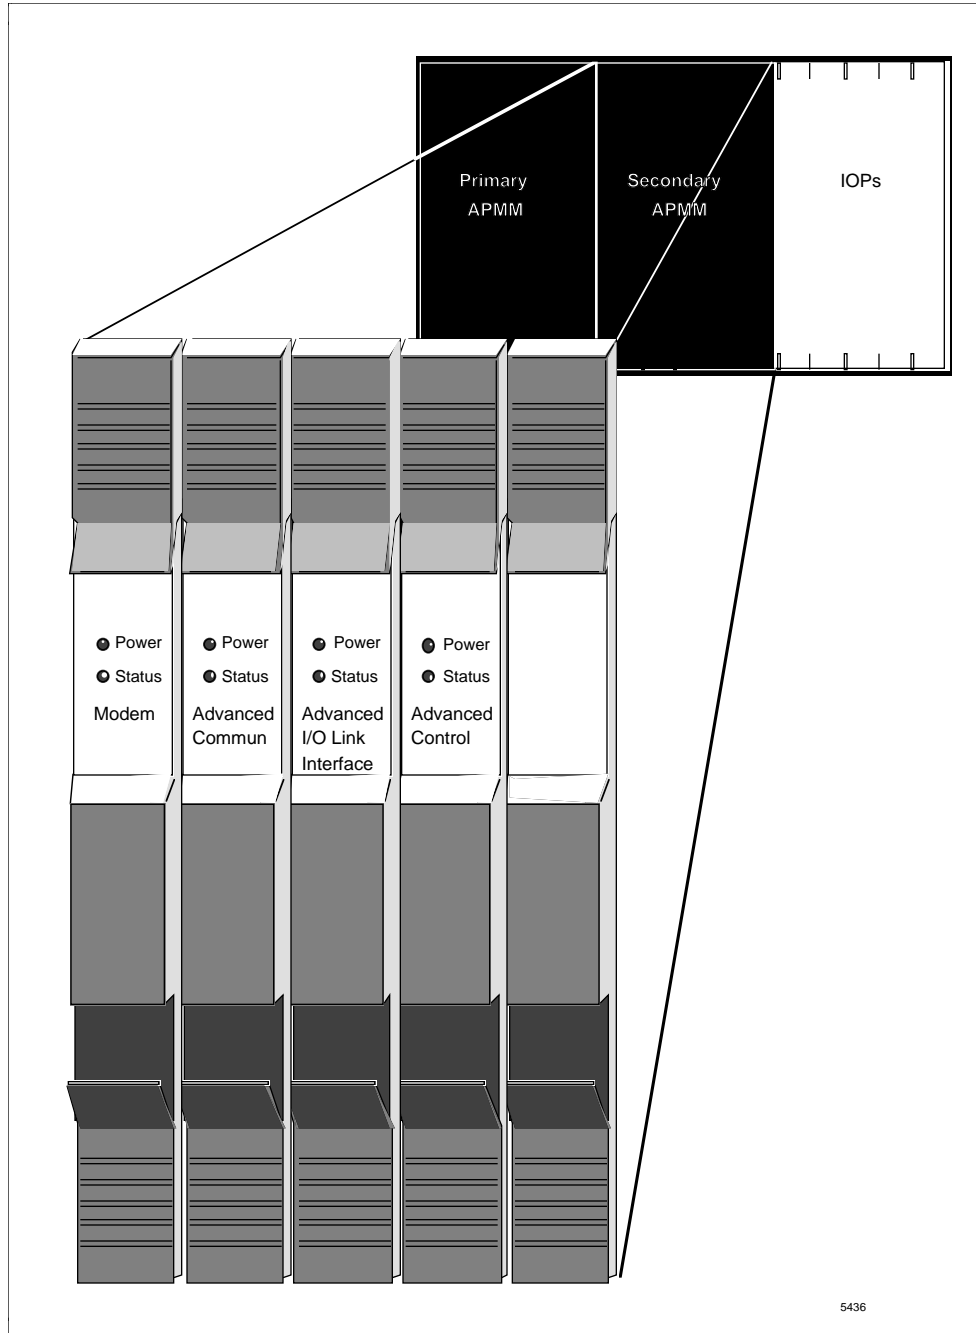 Primary
APMM
Secondary
APMM
IOPs
Power
Status
Modem
Power
Status
Advanced
Commun
Power
Status
Advanced
I/O Link
Interface
Power
Status
Advanced
Control
5436